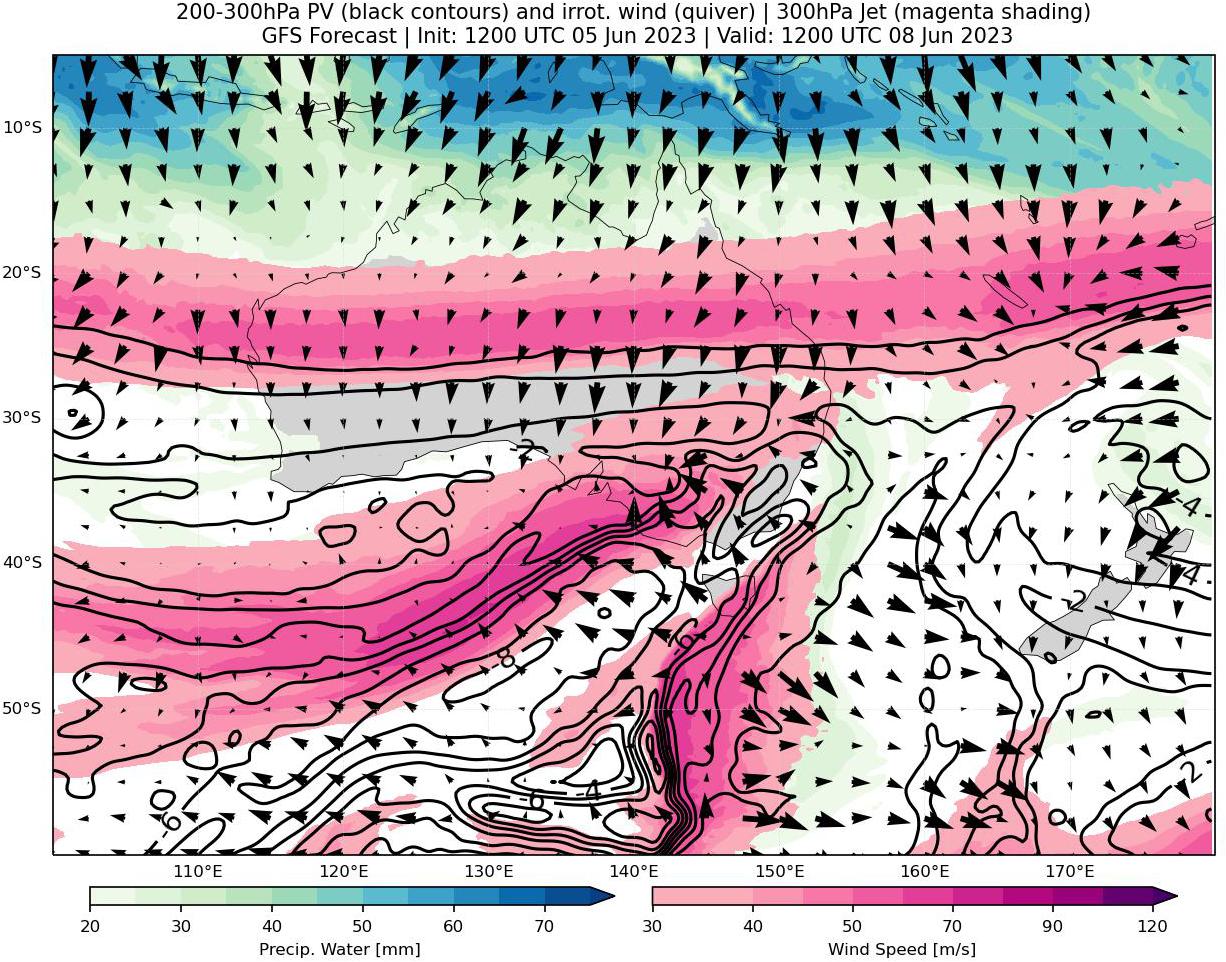 200-300hPa PV (black contours) and irrot. wind (quiver) | 300hPa Jet (magenta shading)
GFS Forecast | Init: 1200 UTC 05 Jun 2023 | Valid: 1200 UTC 08 Jun 2023
10°S
20°S
30°S
-2
-4
40°S
-4
-2
-6
-8
50°S
-2
-6
-4
-6
110°E 120°E 130°E 140°E 150°E 160°E 170°E
20 30 40 50 60 70
30 40 50 70 90 120
Precip. Water [mm]
Wind Speed [m/s]